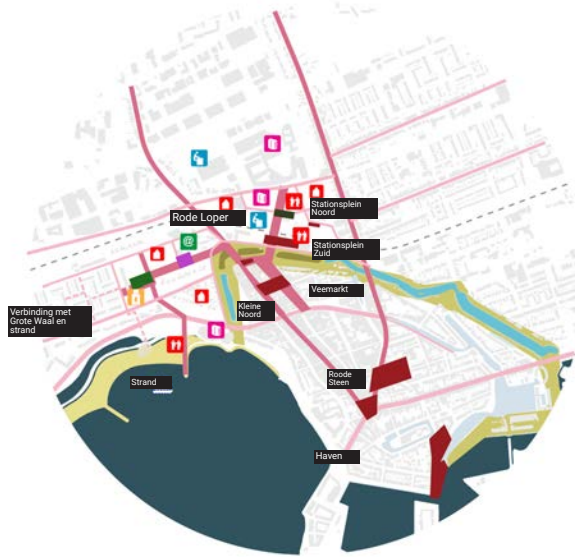 Stationsplein
Noord
Rode Loper
@
Stationsplein
Zuid
Veemarkt
Kleine
Noord
Verbinding met
Grote Waal en
strand
Roode
Steen
Strand
Haven